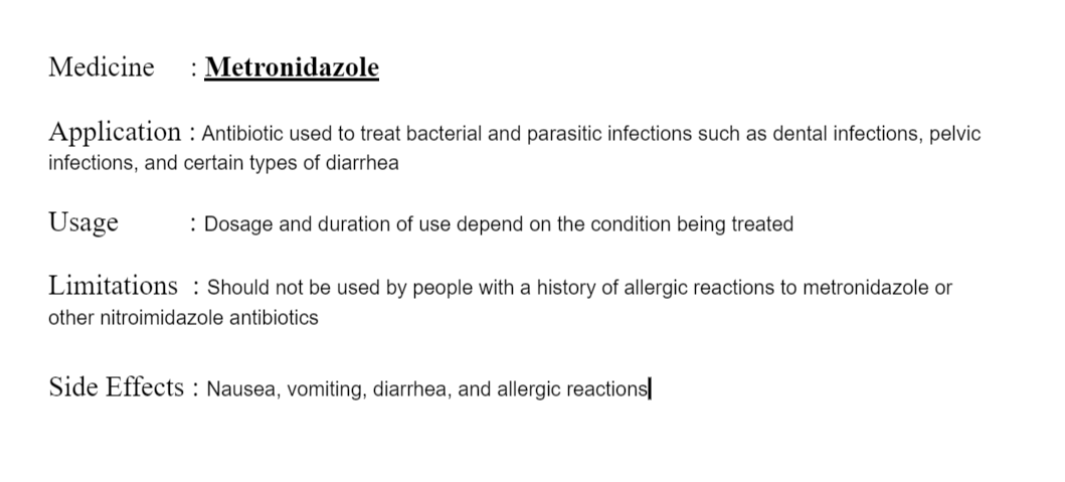 Medicine : Metronidazole
Application : Antibiotic used to treat bacterial and parasitic infections such as dental infections, pelvic
infections, and certain types of diarrhea
Usage : Dosage and duration of use depend on the condition being treated
Limitations : Should not be used by people with a history of allergic reactions to metronidazole or
other nitroimidazole antibiotics
Side Effects : Nausea, vomiting, diarrhea, and allergic reactions